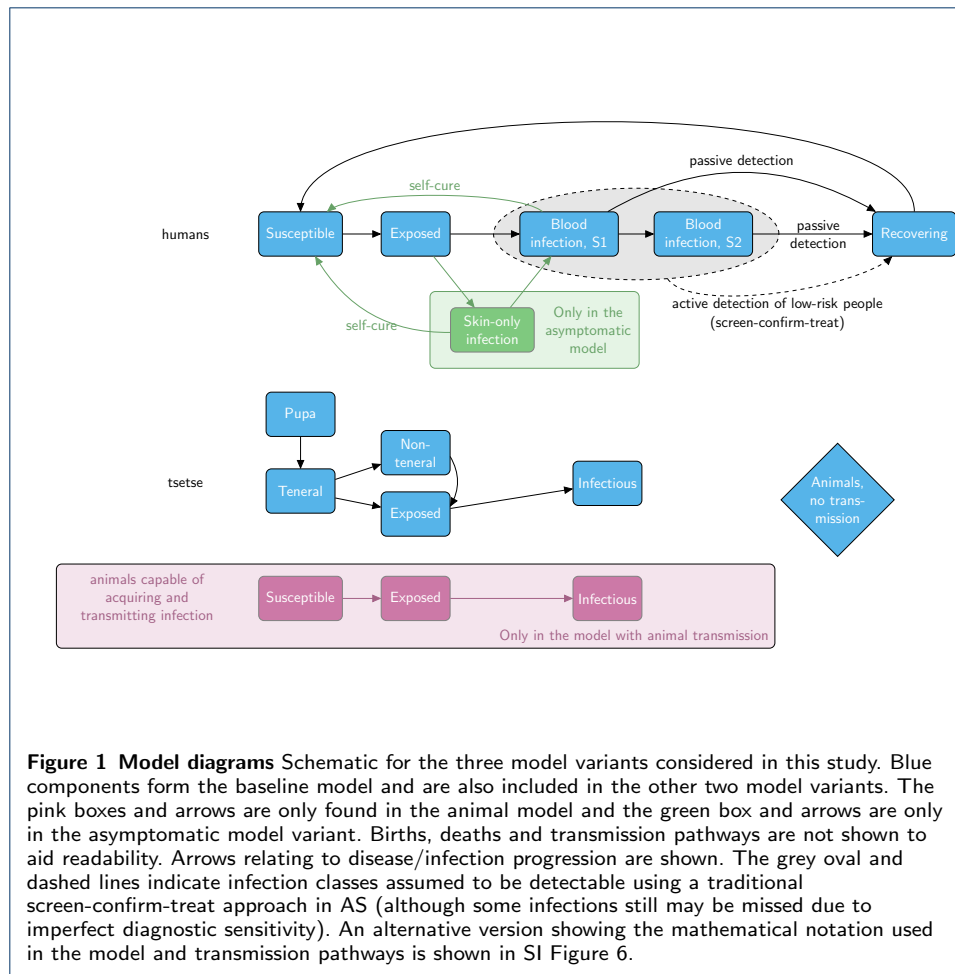 passive detection
self-cure
humans
Susceptible
Exposed
Blood
infection, S1
Blood
infection, S2
passive
detection
Recovering
active detection of low-risk people
(screen-confirm-treat)
self-cure
Skin-only
infection
Only in the
asymptomatic
model
Pupa
tsetse
Teneral
Non-
teneral
Exposed
Infectious
Animals,
no trans-
mission
animals capable of
acquiring and
transmitting infection
Susceptible
Exposed
Infectious
Only in the model with animal transmission
Figure 1 Model diagrams Schematic for the three model variants considered in this study. Blue
components form the baseline model and are also included in the other two model variants. The
pink boxes and arrows are only found in the animal model and the green box and arrows are only
in the asymptomatic model variant. Births, deaths and transmission pathways are not shown to
aid readability. Arrows relating to disease/infection progression are shown. The grey oval and
dashed lines indicate infection classes assumed to be detectable using a traditional
screen-confirm-treat approach in AS (although some infections still may be missed due to
imperfect diagnostic sensitivity). An alternative version showing the mathematical notation used
in the model and transmission pathways is shown in SI Figure 6.